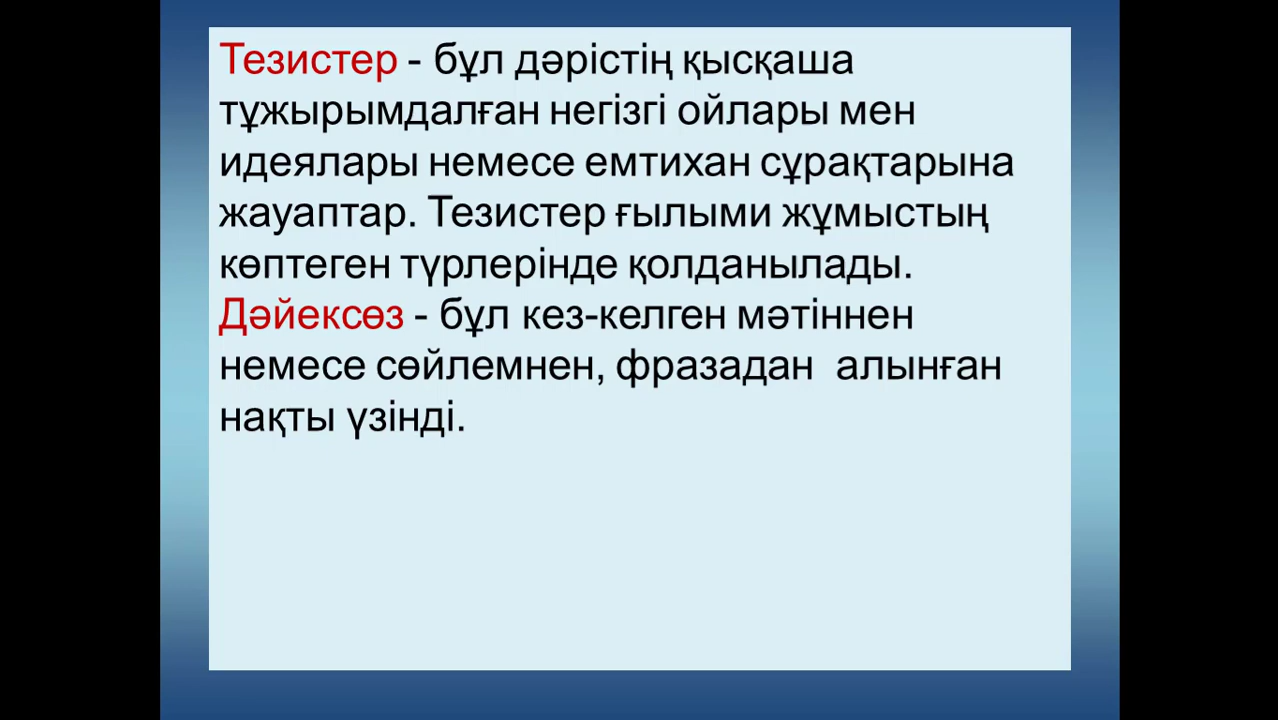 Тезистер - бұл дәрістің қысқаша
тұжырымдалған негізгі ойлары мен
идеялары немесе емтихан сұрақтарына
жауаптар. Тезистер ғылыми жұмыстың
көптеген түрлерінде қолданылады.
Дәйексөз - бұл кез-келген мәтіннен
немесе сөйлемнен, фразадан  алынған
нақты үзінді.